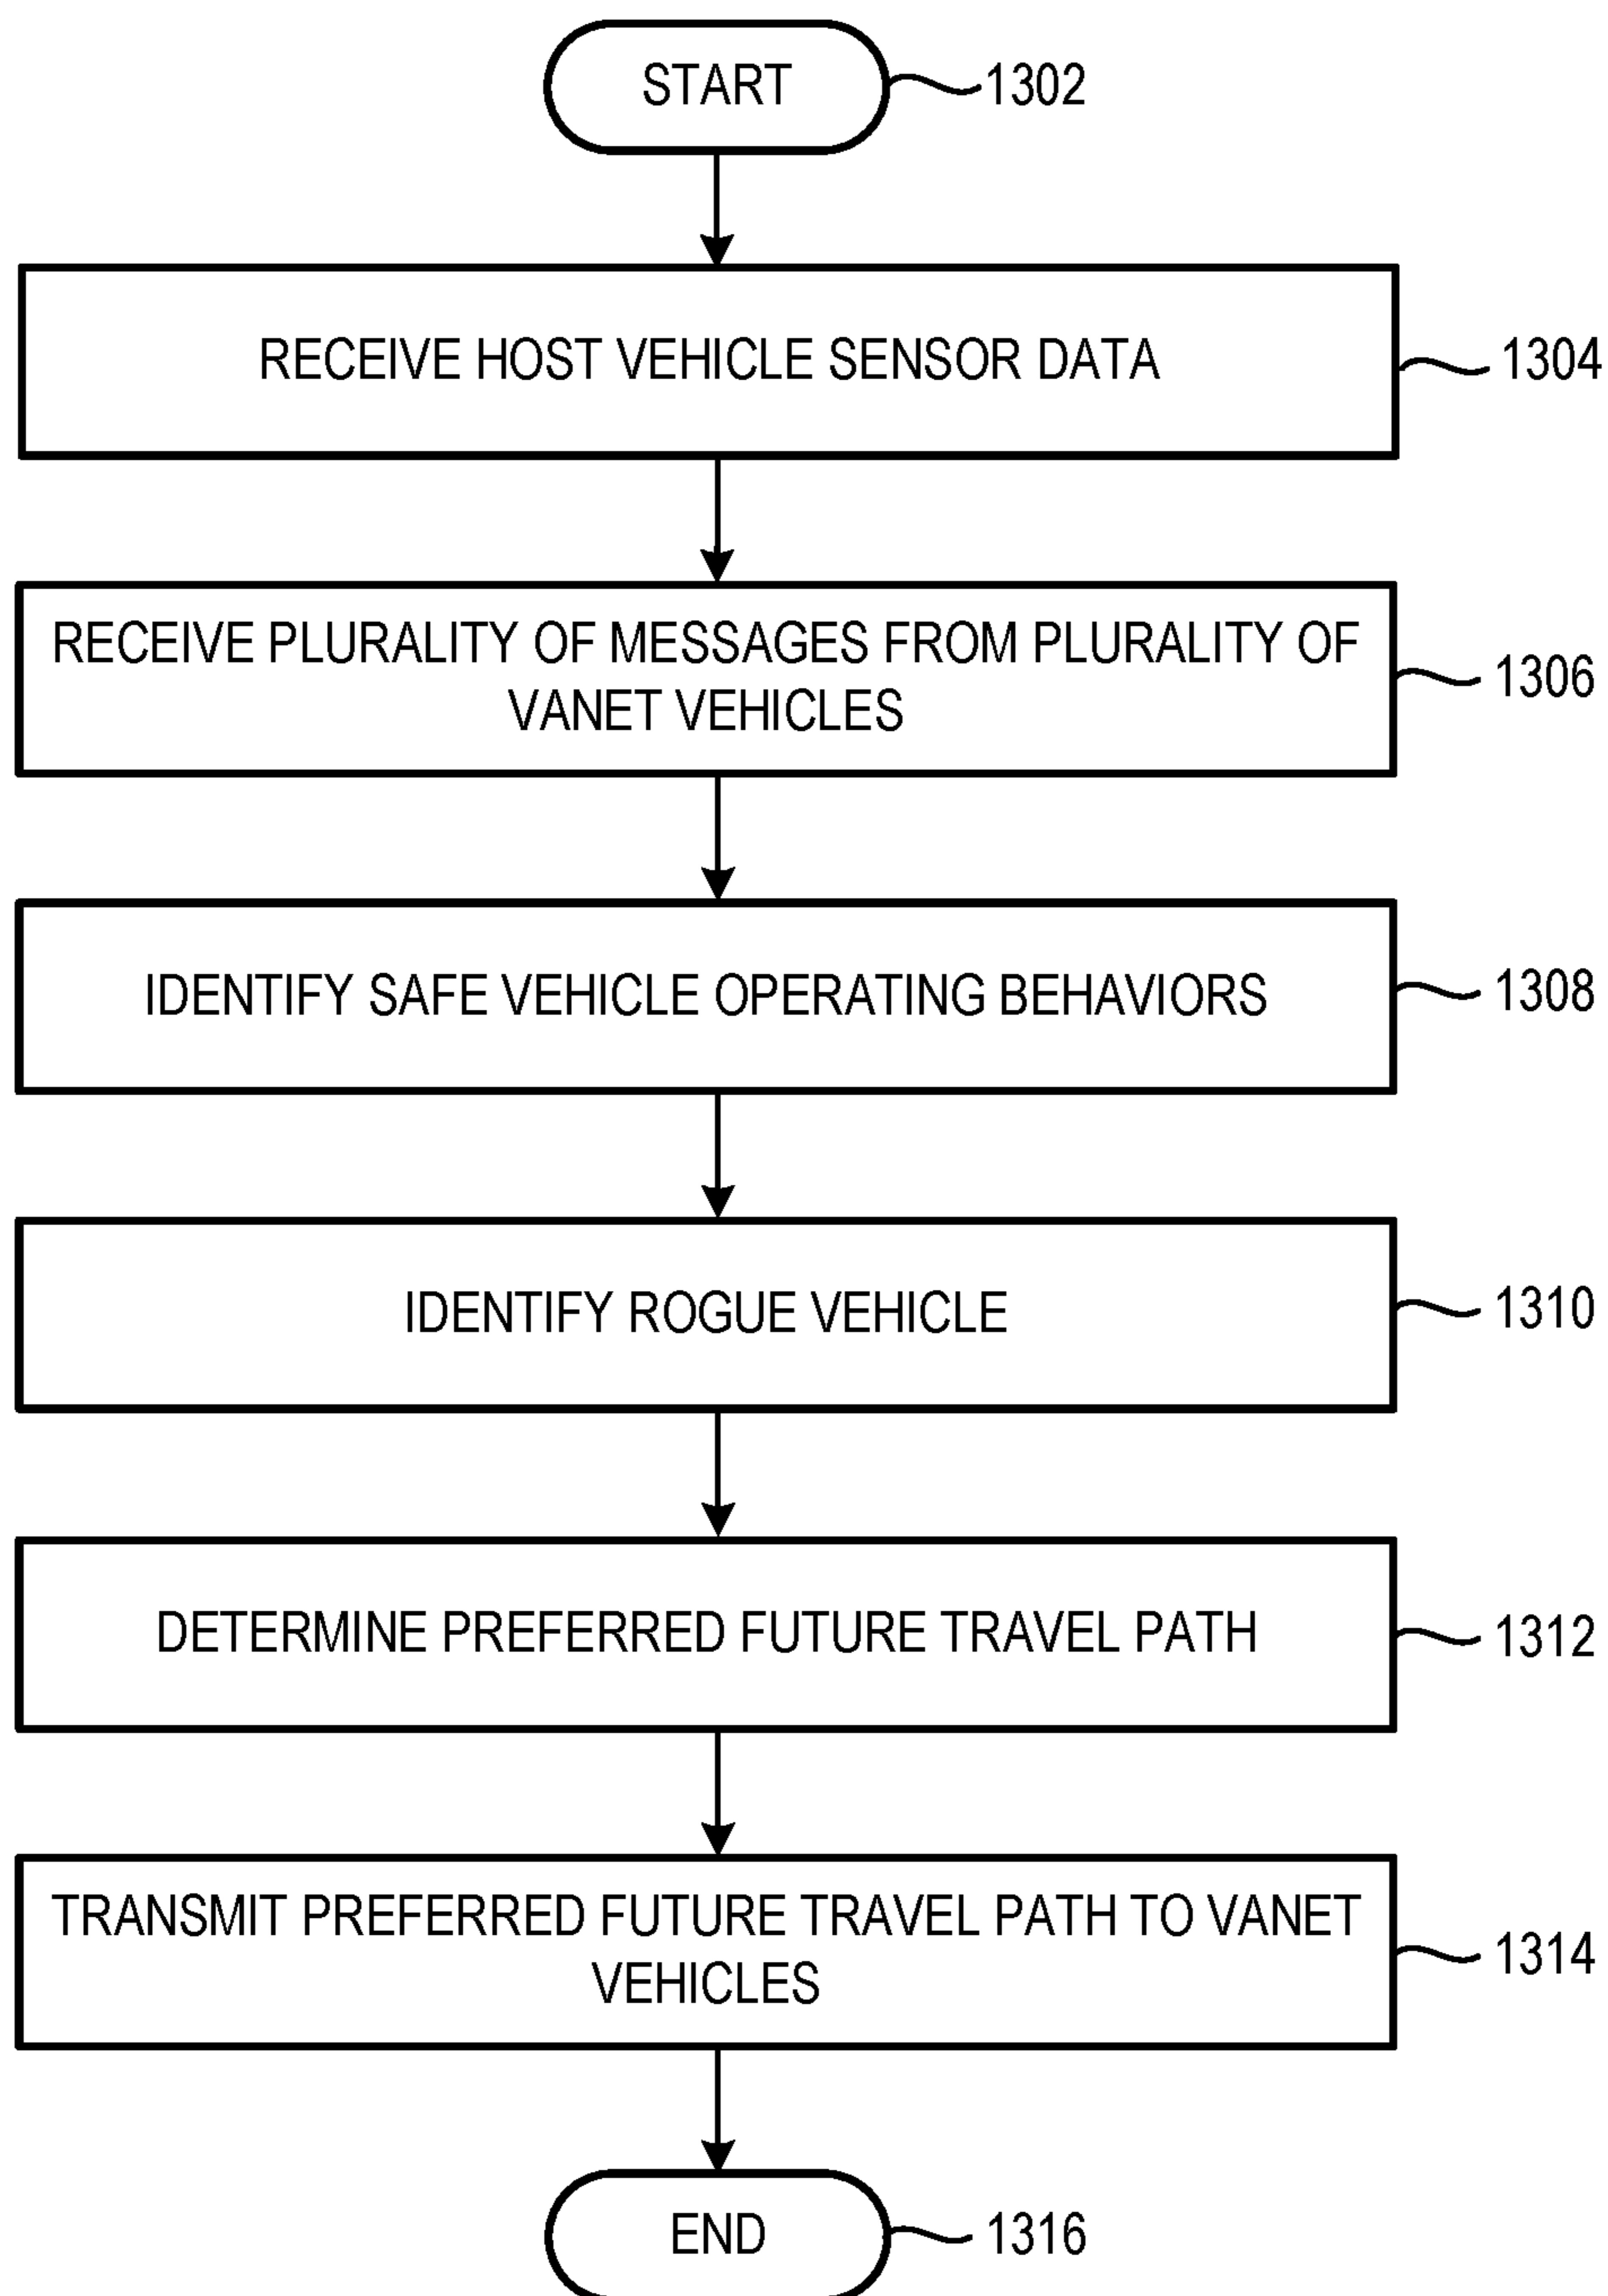 START
1302
RECEIVE HOST VEHICLE SENSOR DATA
1304
RECEIVE PLURALITY OF MESSAGES FROM PLURALITY OF
VANET VEHICLES
1306
IDENTIFY SAFE VEHICLE OPERATING BEHAVIORS
1308
IDENTIFY ROGUE VEHICLE
1310
DETERMINE PREFERRED FUTURE TRAVEL PATH
1312
TRANSMIT PREFERRED FUTURE TRAVEL PATH TO VANET
VEHICLES
1314
END
1316